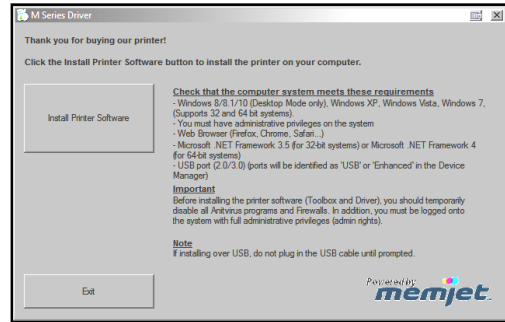 M Series Driver
Thank you for buying our printer!
Click the Install Printer Software button to install the printer on your computer.
Install Printer Software
Check that the computer system meets these requirements
- Windows 8/8.1/10 (Desktop Mode only), Windows XP, Windows Vista, Windows 7,
(Supports 32 and 64 bit systems).
- You must have administrative privileges on the system
- Web Browser (Firefox, Chrome, Safari...)
- Microsoft .NET Framework 3.5 (for 32-bit systems) or Microsoft .NET Framework 4
(for 64-bit systems)
- USB port (2.0/3.0) (ports will be identified as 'USB' or 'Enhanced' in the Device
Manager)
Important
Before installing the printer software (Toolbox and Driver), you should temporarily
disable all Antivirus programs and Firewalls. In addition, you must be logged onto
the system with full administrative privileges (admin rights).
Note
If installing over USB, do not plug in the USB cable until prompted.
Exit
Powered by
memjet.